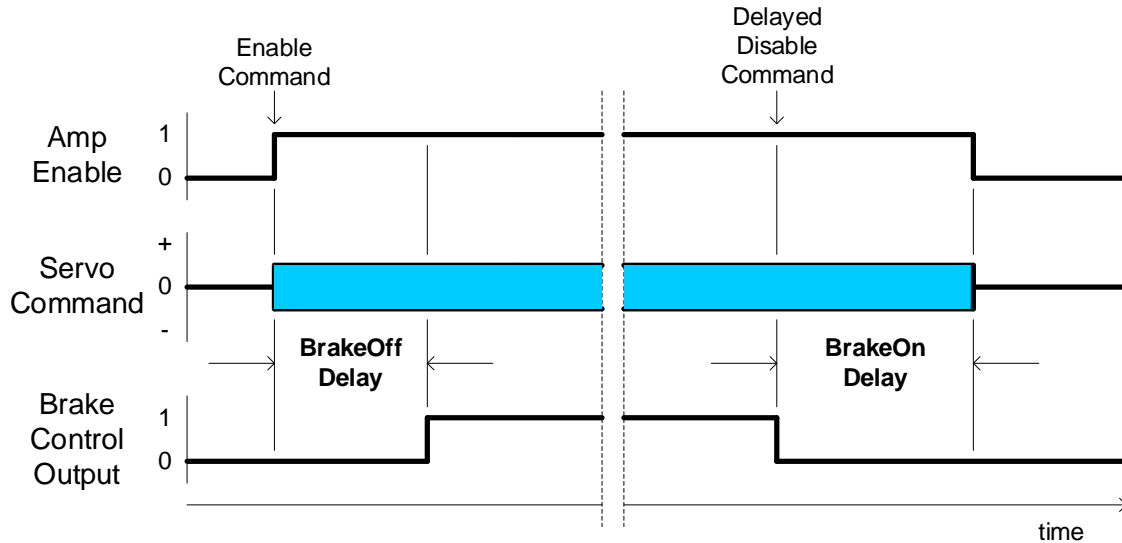 Enable
Command
Delayed
Disable
Command
Amp
Enable
1
0
Servo
Command
+
0
-
BrakeOff
Delay
BrakeOn
Delay
Brake
Control
Output
1
0
time